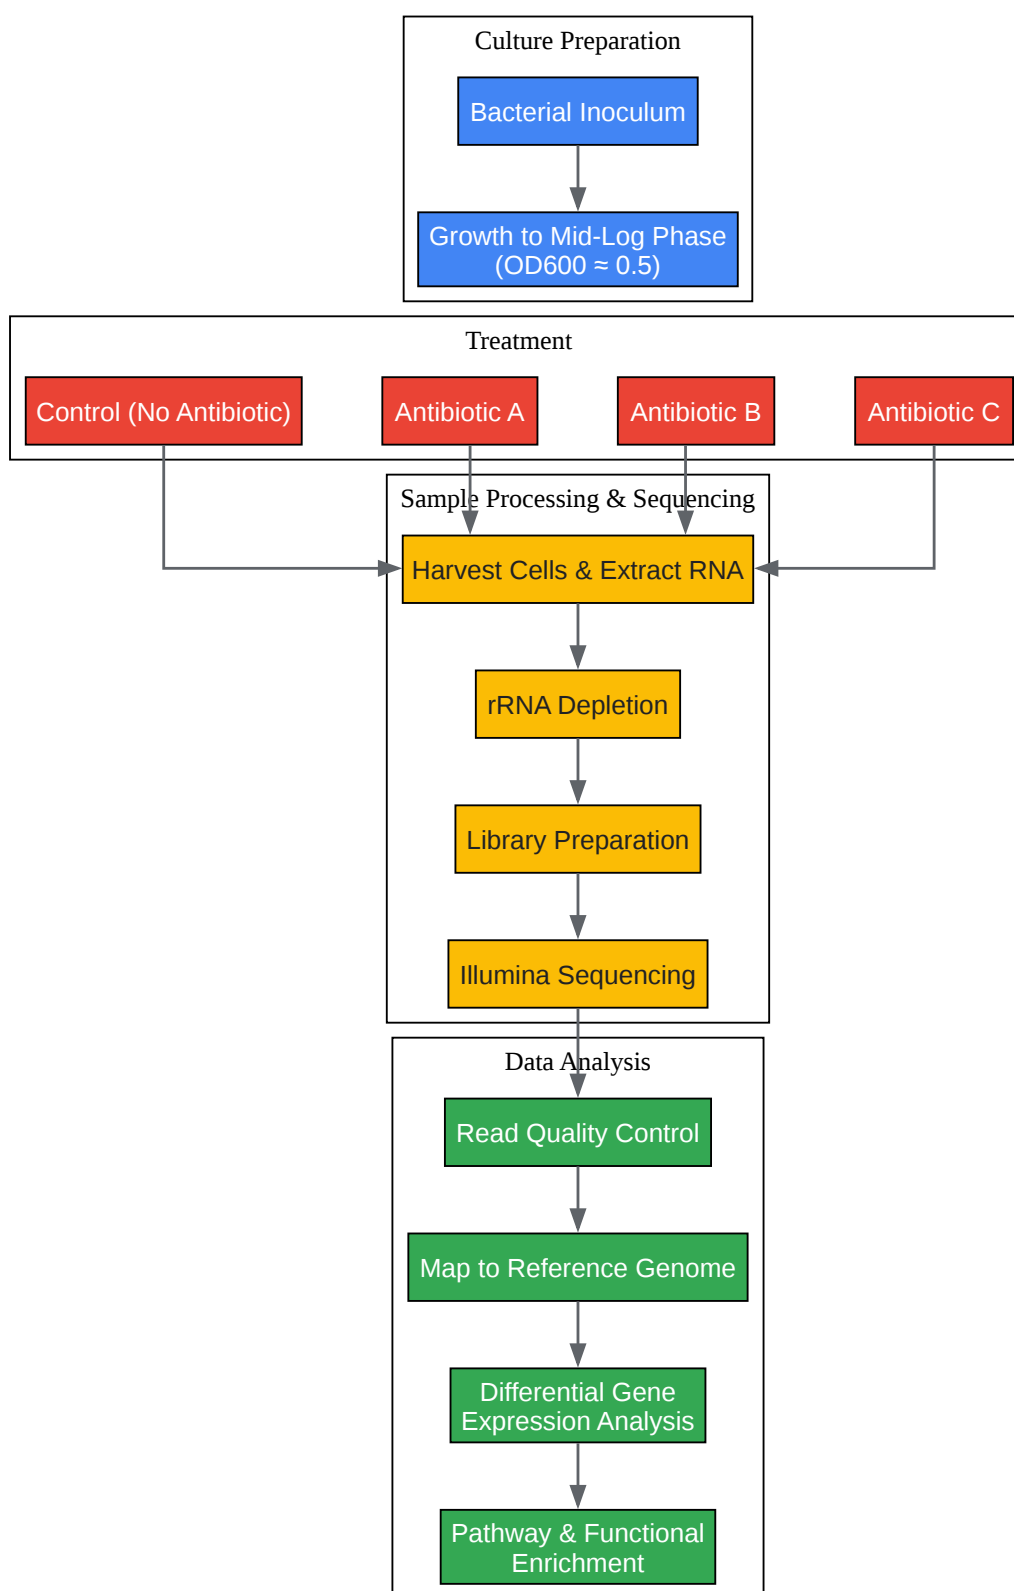 Culture Preparation
Bacterial Inoculum
Growth to Mid-Log Phase
(OD600 ≈ 0.5)
Treatment
Control (No Antibiotic)
Antibiotic A
Antibiotic B
Antibiotic C
Sample Processing & Sequencing
Harvest Cells & Extract RNA
rRNA Depletion
Library Preparation
Illumina Sequencing
Data Analysis
Read Quality Control
Map to Reference Genome
Differential Gene
Expression Analysis
Pathway & Functional
Enrichment